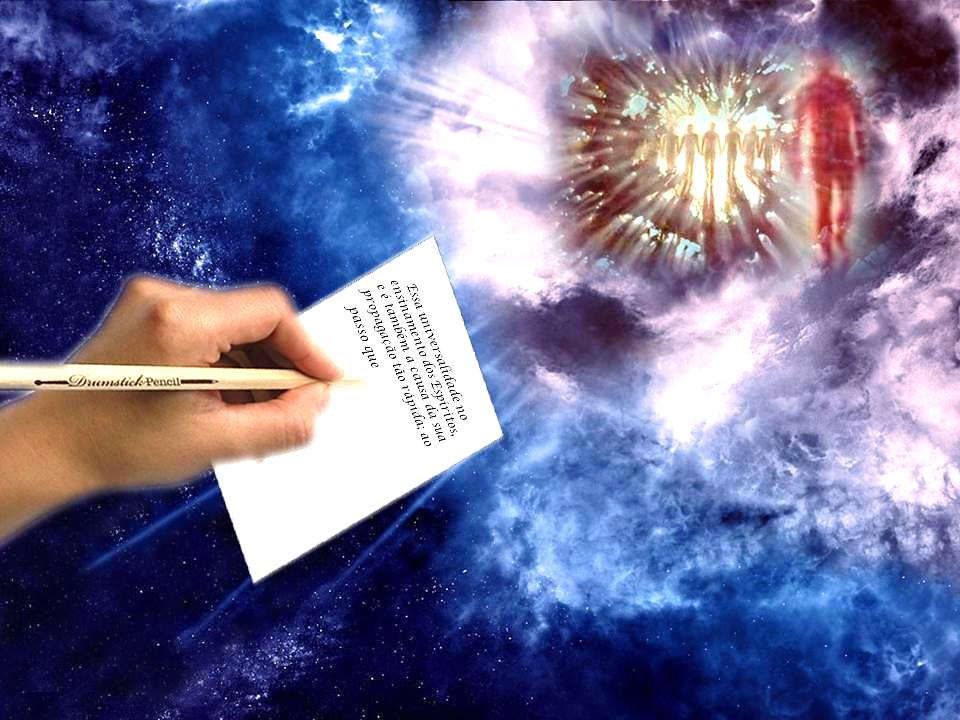 Essa universalidade no
ensinamento dos Espíritos,
e é também a causa da sua
propagação tão rápida; ao
passo que
Drumstick Pencil